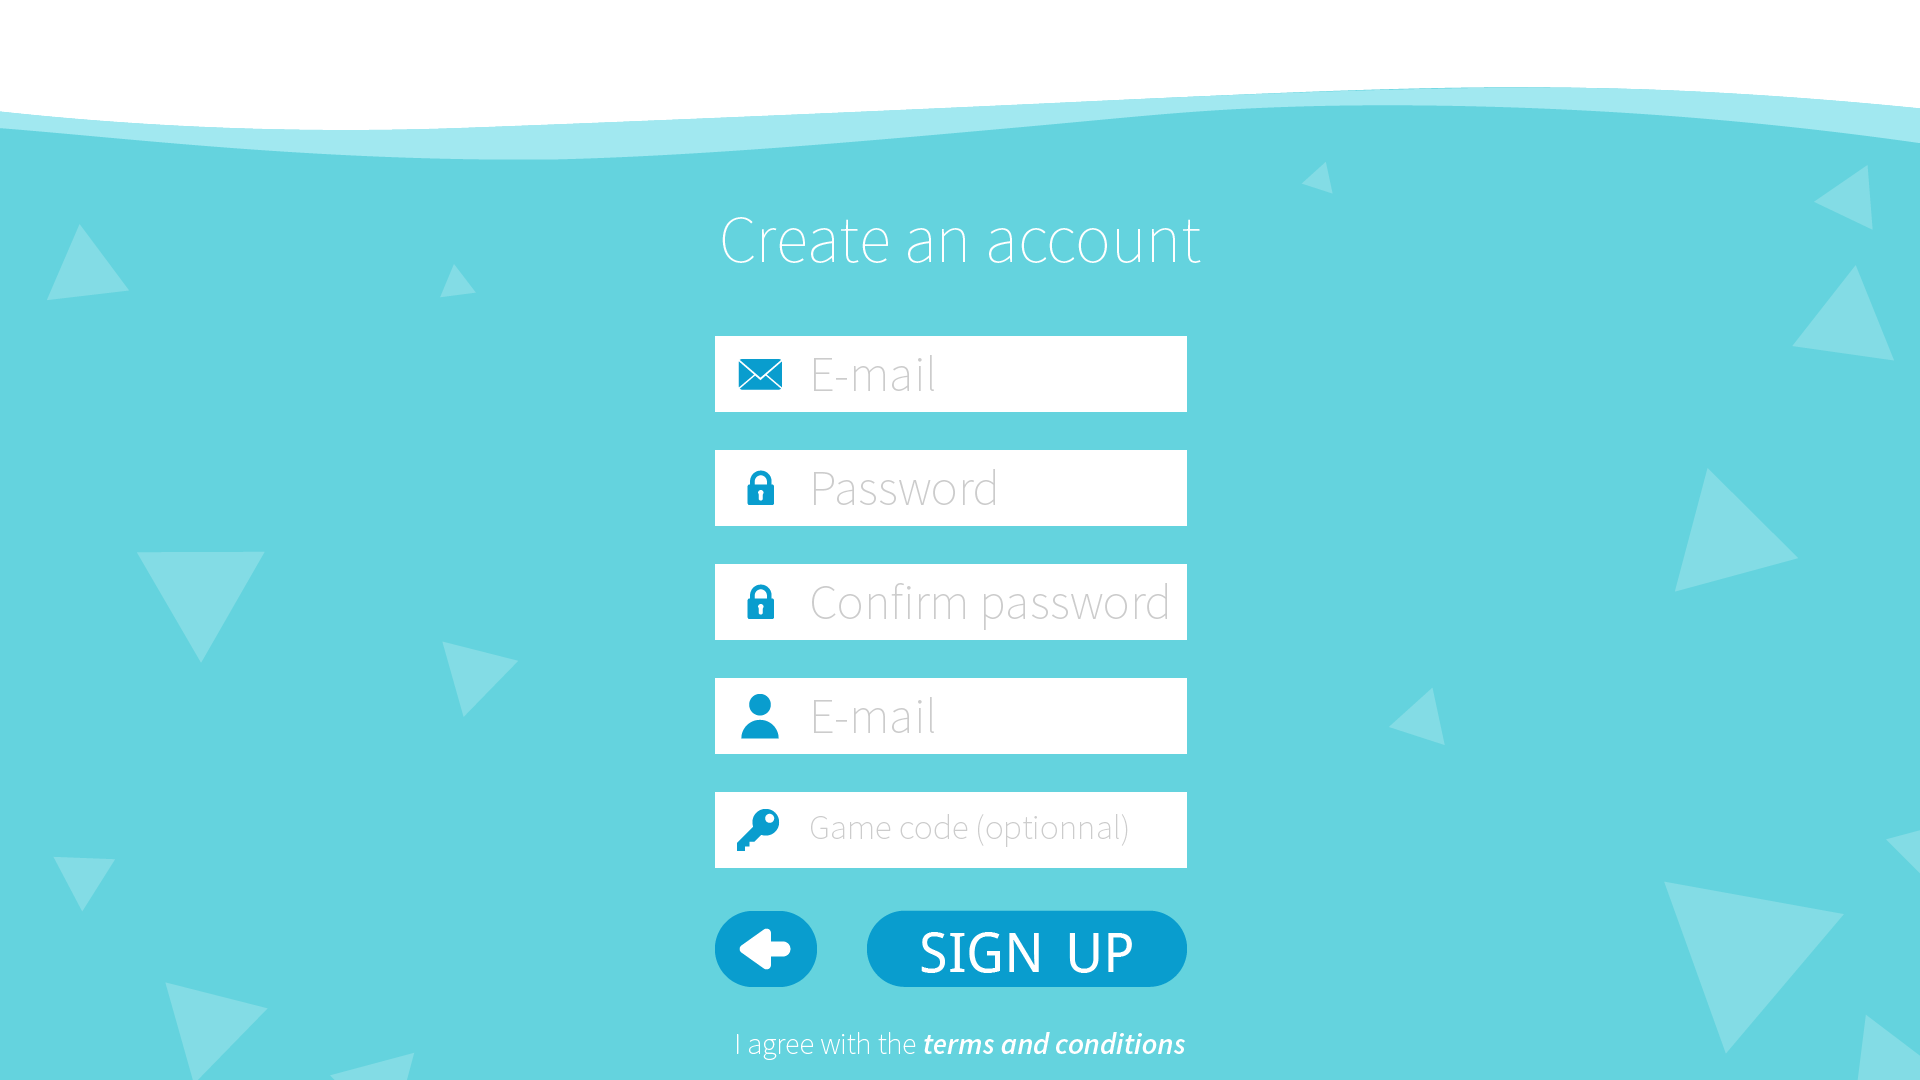 Create an account
E-mail
Password
Confirm password
E-mail
Game code (optionnal)
SIGN UP
I agree with the terms and conditions